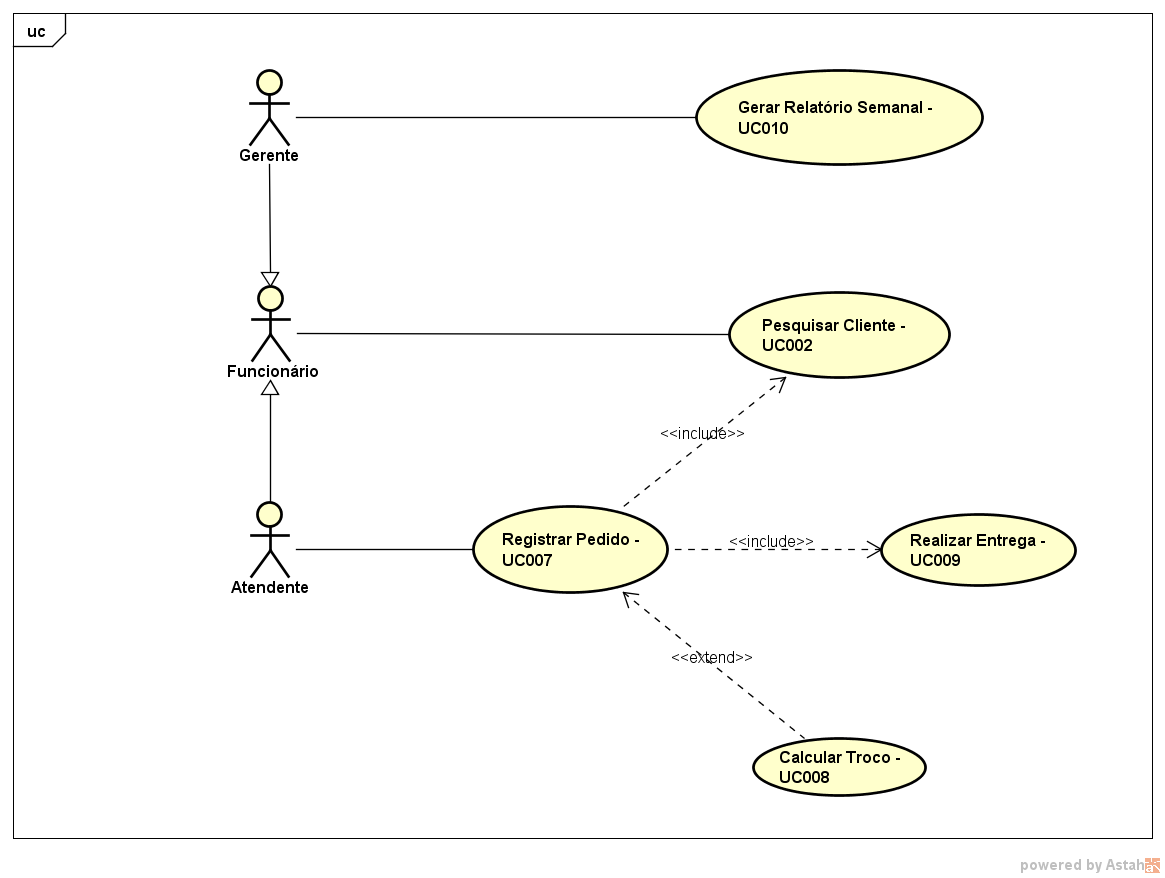 uc
Gerente
Gerar Relatório Semanal -
UC010
Funcionário
Pesquisar Cliente -
UC002
<<include>>
Atendente
Registrar Pedido -
UC007
<<include>>
Realizar Entrega -
UC009
<<extend>>
Calcular Troco -
UC008
powered by Astah